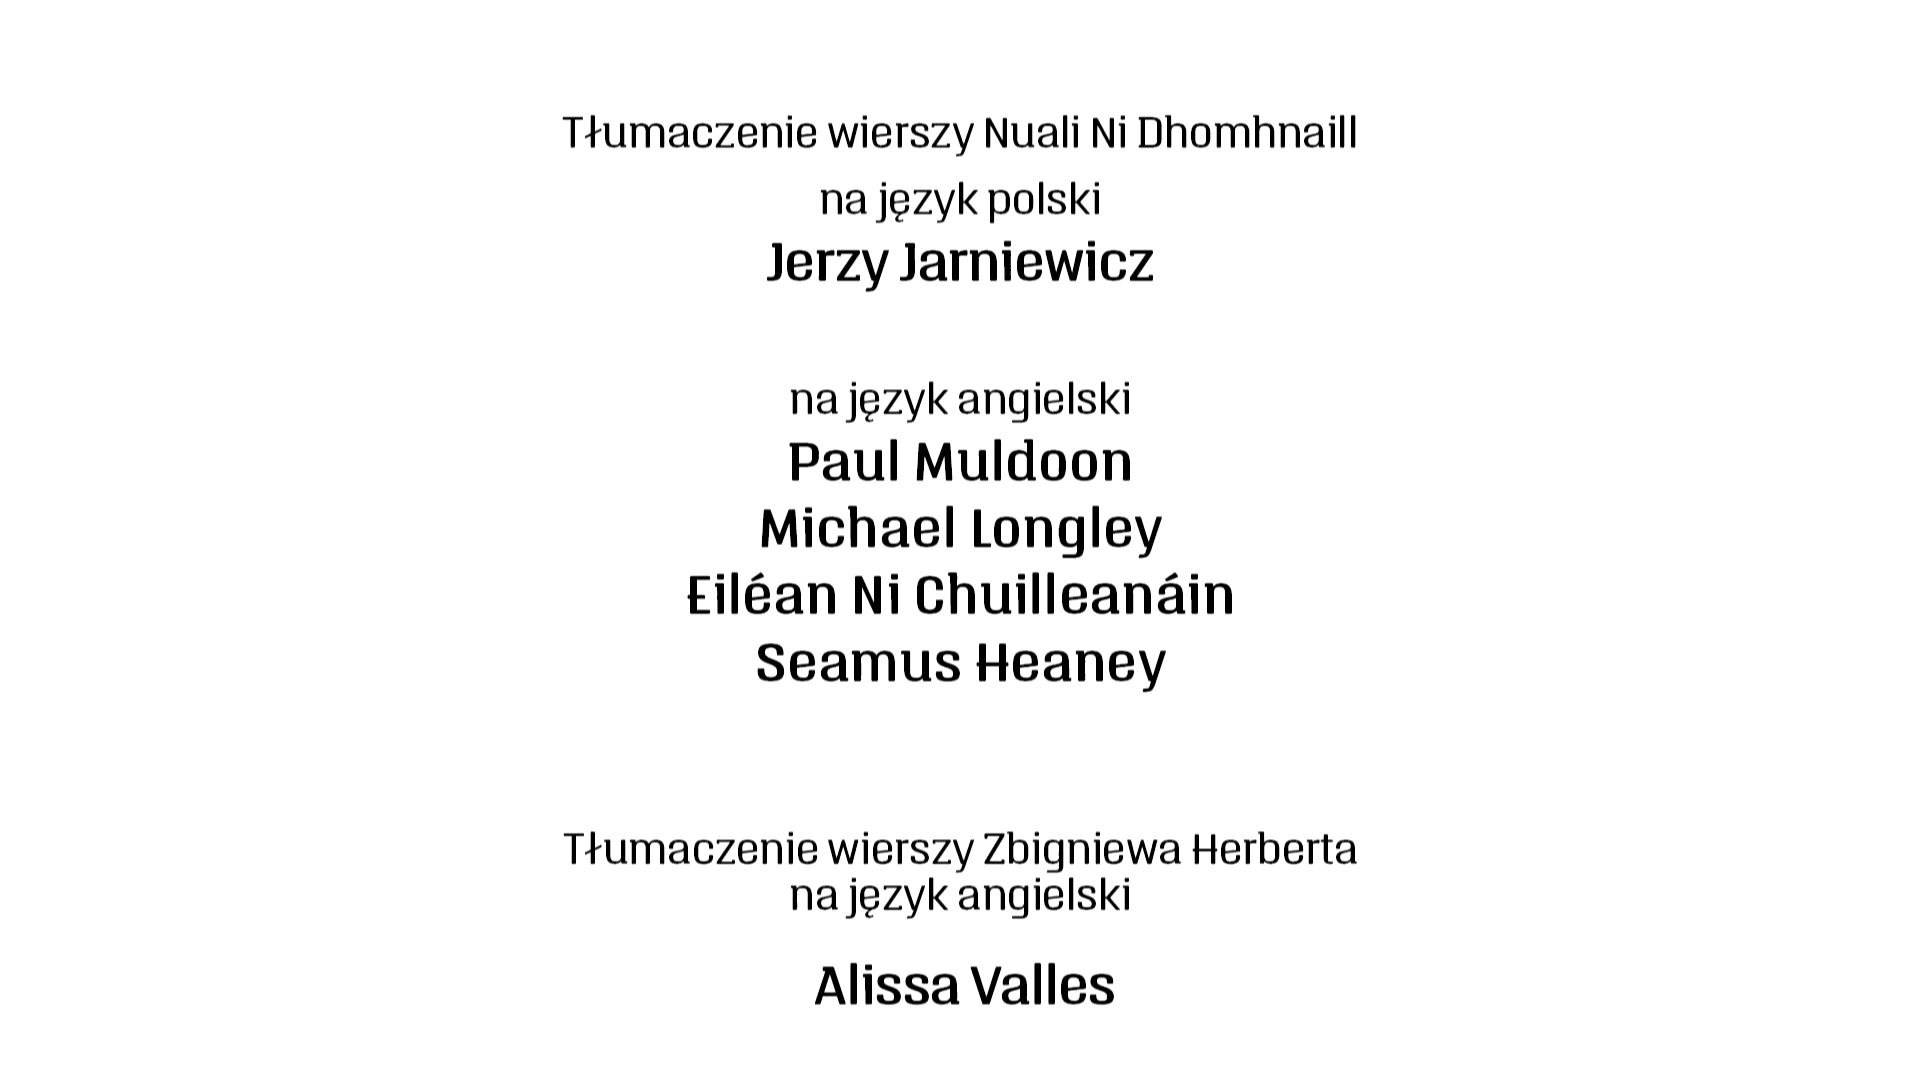 Tłumaczenie wierszy Nuali Ni Dhomhnaill
na język polski
Jerzy Jarniewicz
na język angielski
Paul Muldoon
Michael Longley
Eiléan Ni Chuilleanáin
Seamus Heaney
Tłumaczenie wierszy Zbigniewa Herberta
na język angielski
Alissa Valles